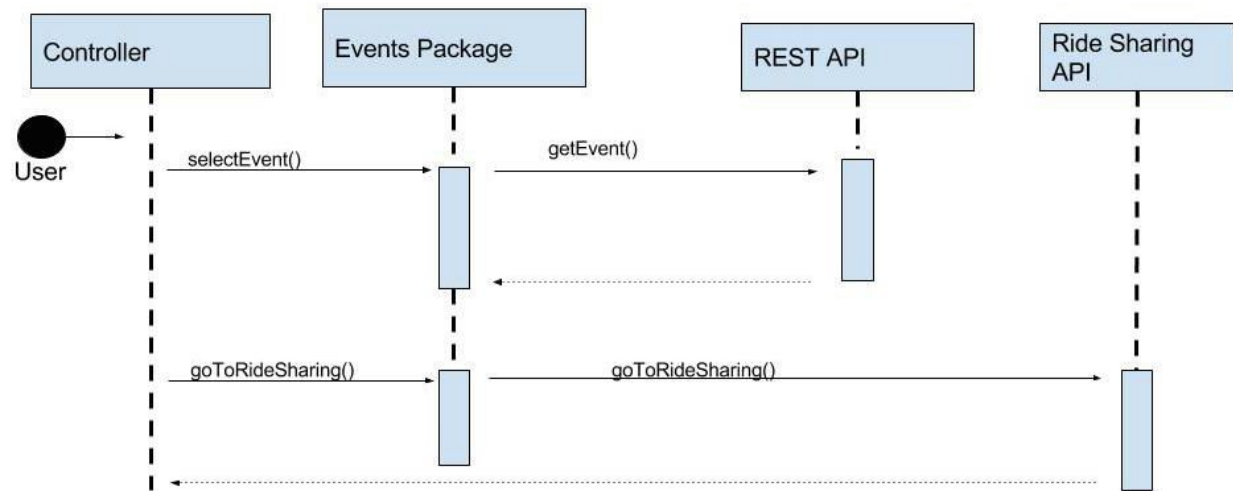 Controller
Events Package
REST API
Ride Sharing
API
User
selectEvent()
getEvent()
goToRideSharing()
goToRideSharing()